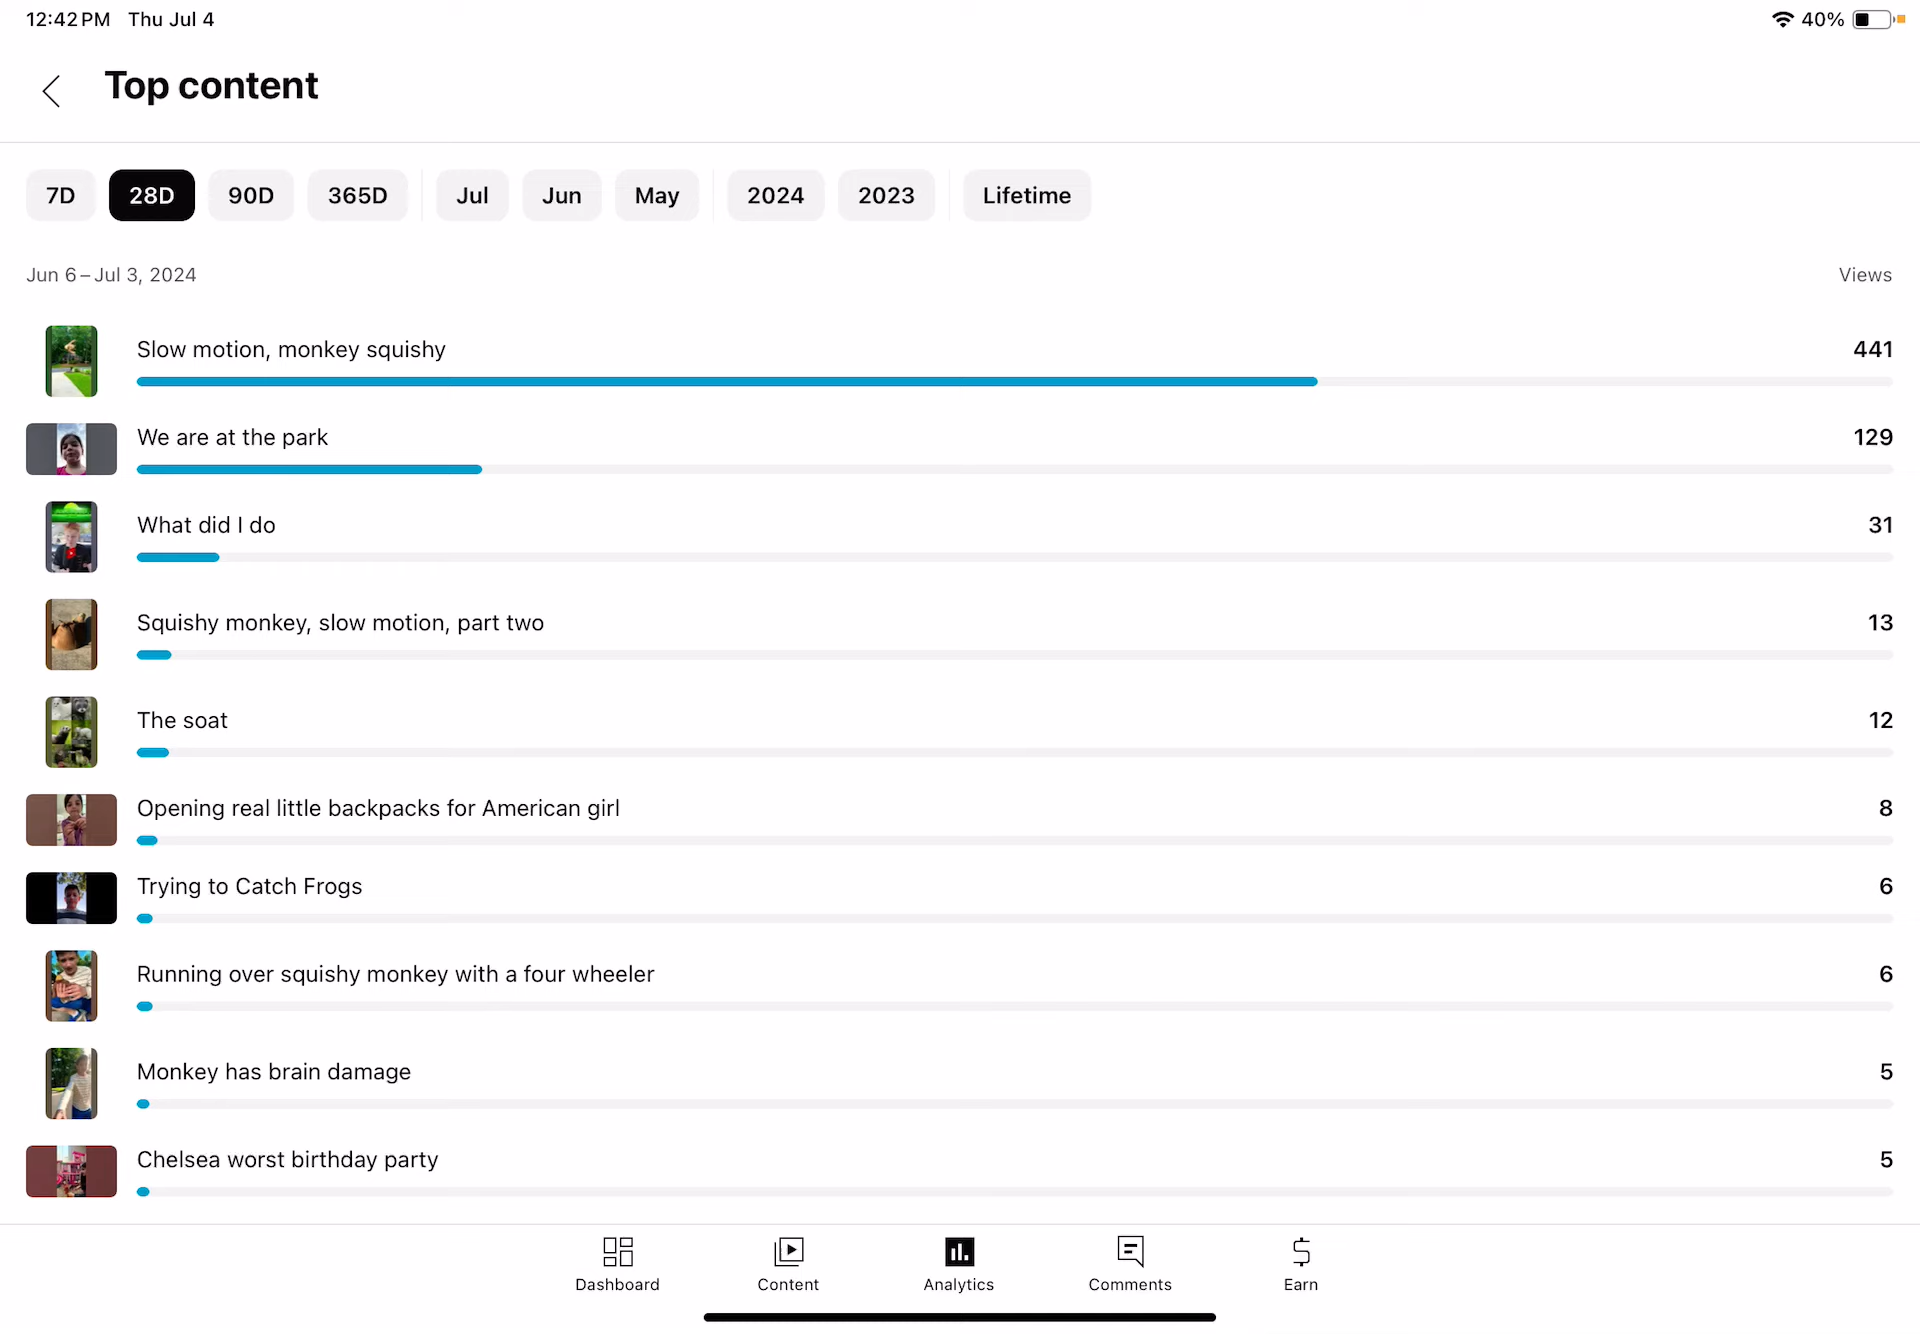 12:42 PM Thu Jul 4
40%
Top content
7D 28D 90D 365D Jul Jun May 2024 2023 Lifetime
Jun 6 – Jul 3, 2024 Views
Slow motion, monkey squishy 441
We are at the park 129
What did I do 31
Squishy monkey, slow motion, part two 13
The soat 12
Opening real little backpacks for American girl 8
Trying to Catch Frogs 6
Running over squishy monkey with a four wheeler 6
Monkey has brain damage 5
Chelsea worst birthday party 5
Dashboard Content Analytics Comments Earn